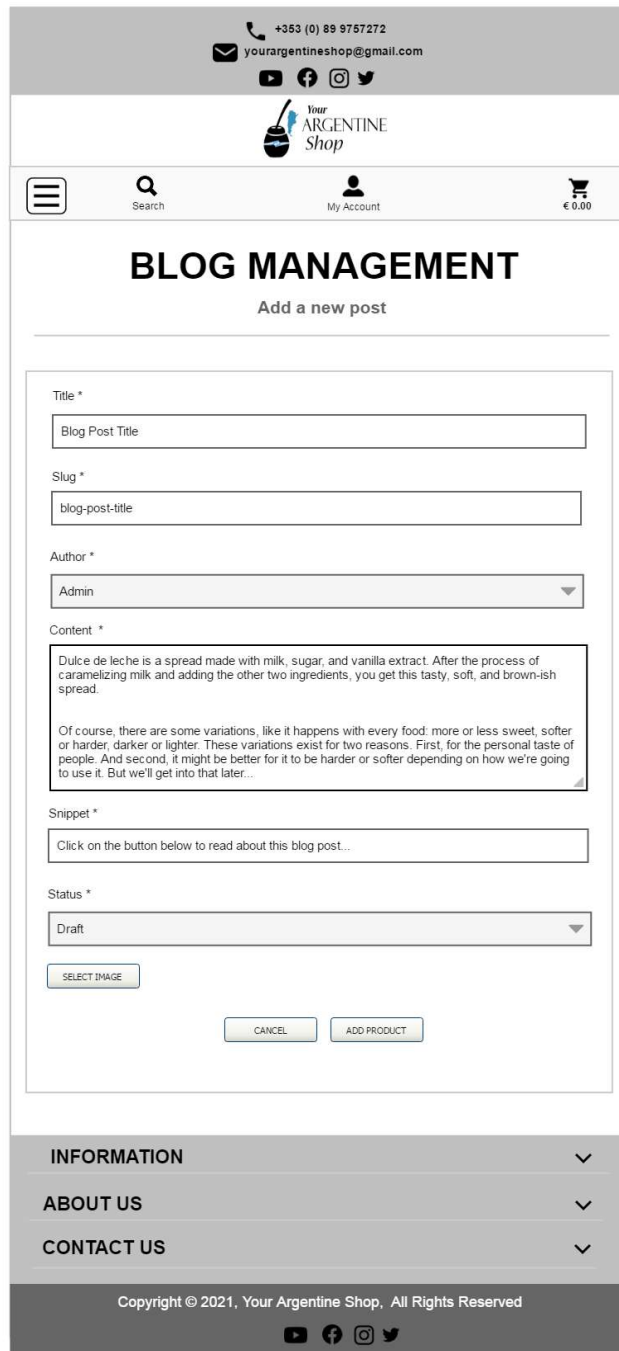 +353 (0) 89 9757272
yourargentineshop@gmail.com
Your
ARGENTINE
Shop
Search
My Account
€ 0.00
BLOG MANAGEMENT
Add a new post
Title *
Blog Post Title
Slug *
blog-post-title
Author *
Admin
Content *
Dulce de leche is a spread made with milk, sugar, and vanilla extract. After the process of
caramelizing milk and adding the other two ingredients, you get this tasty, soft, and brown-ish
spread.
Of course, there are some variations, like it happens with every food: more or less sweet, softer
or harder, darker or lighter. These variations exist for two reasons. First, for the personal taste of
people. And second, it might be better for it to be harder or softer depending on how we're going
to use it. But we'll get into that later...
Snippet *
Click on the button below to read about this blog post...
Status *
Draft
SELECT IMAGE
CANCEL ADD PRODUCT
INFORMATION
ABOUT US
CONTACT US
Copyright © 2021, Your Argentine Shop, All Rights Reserved